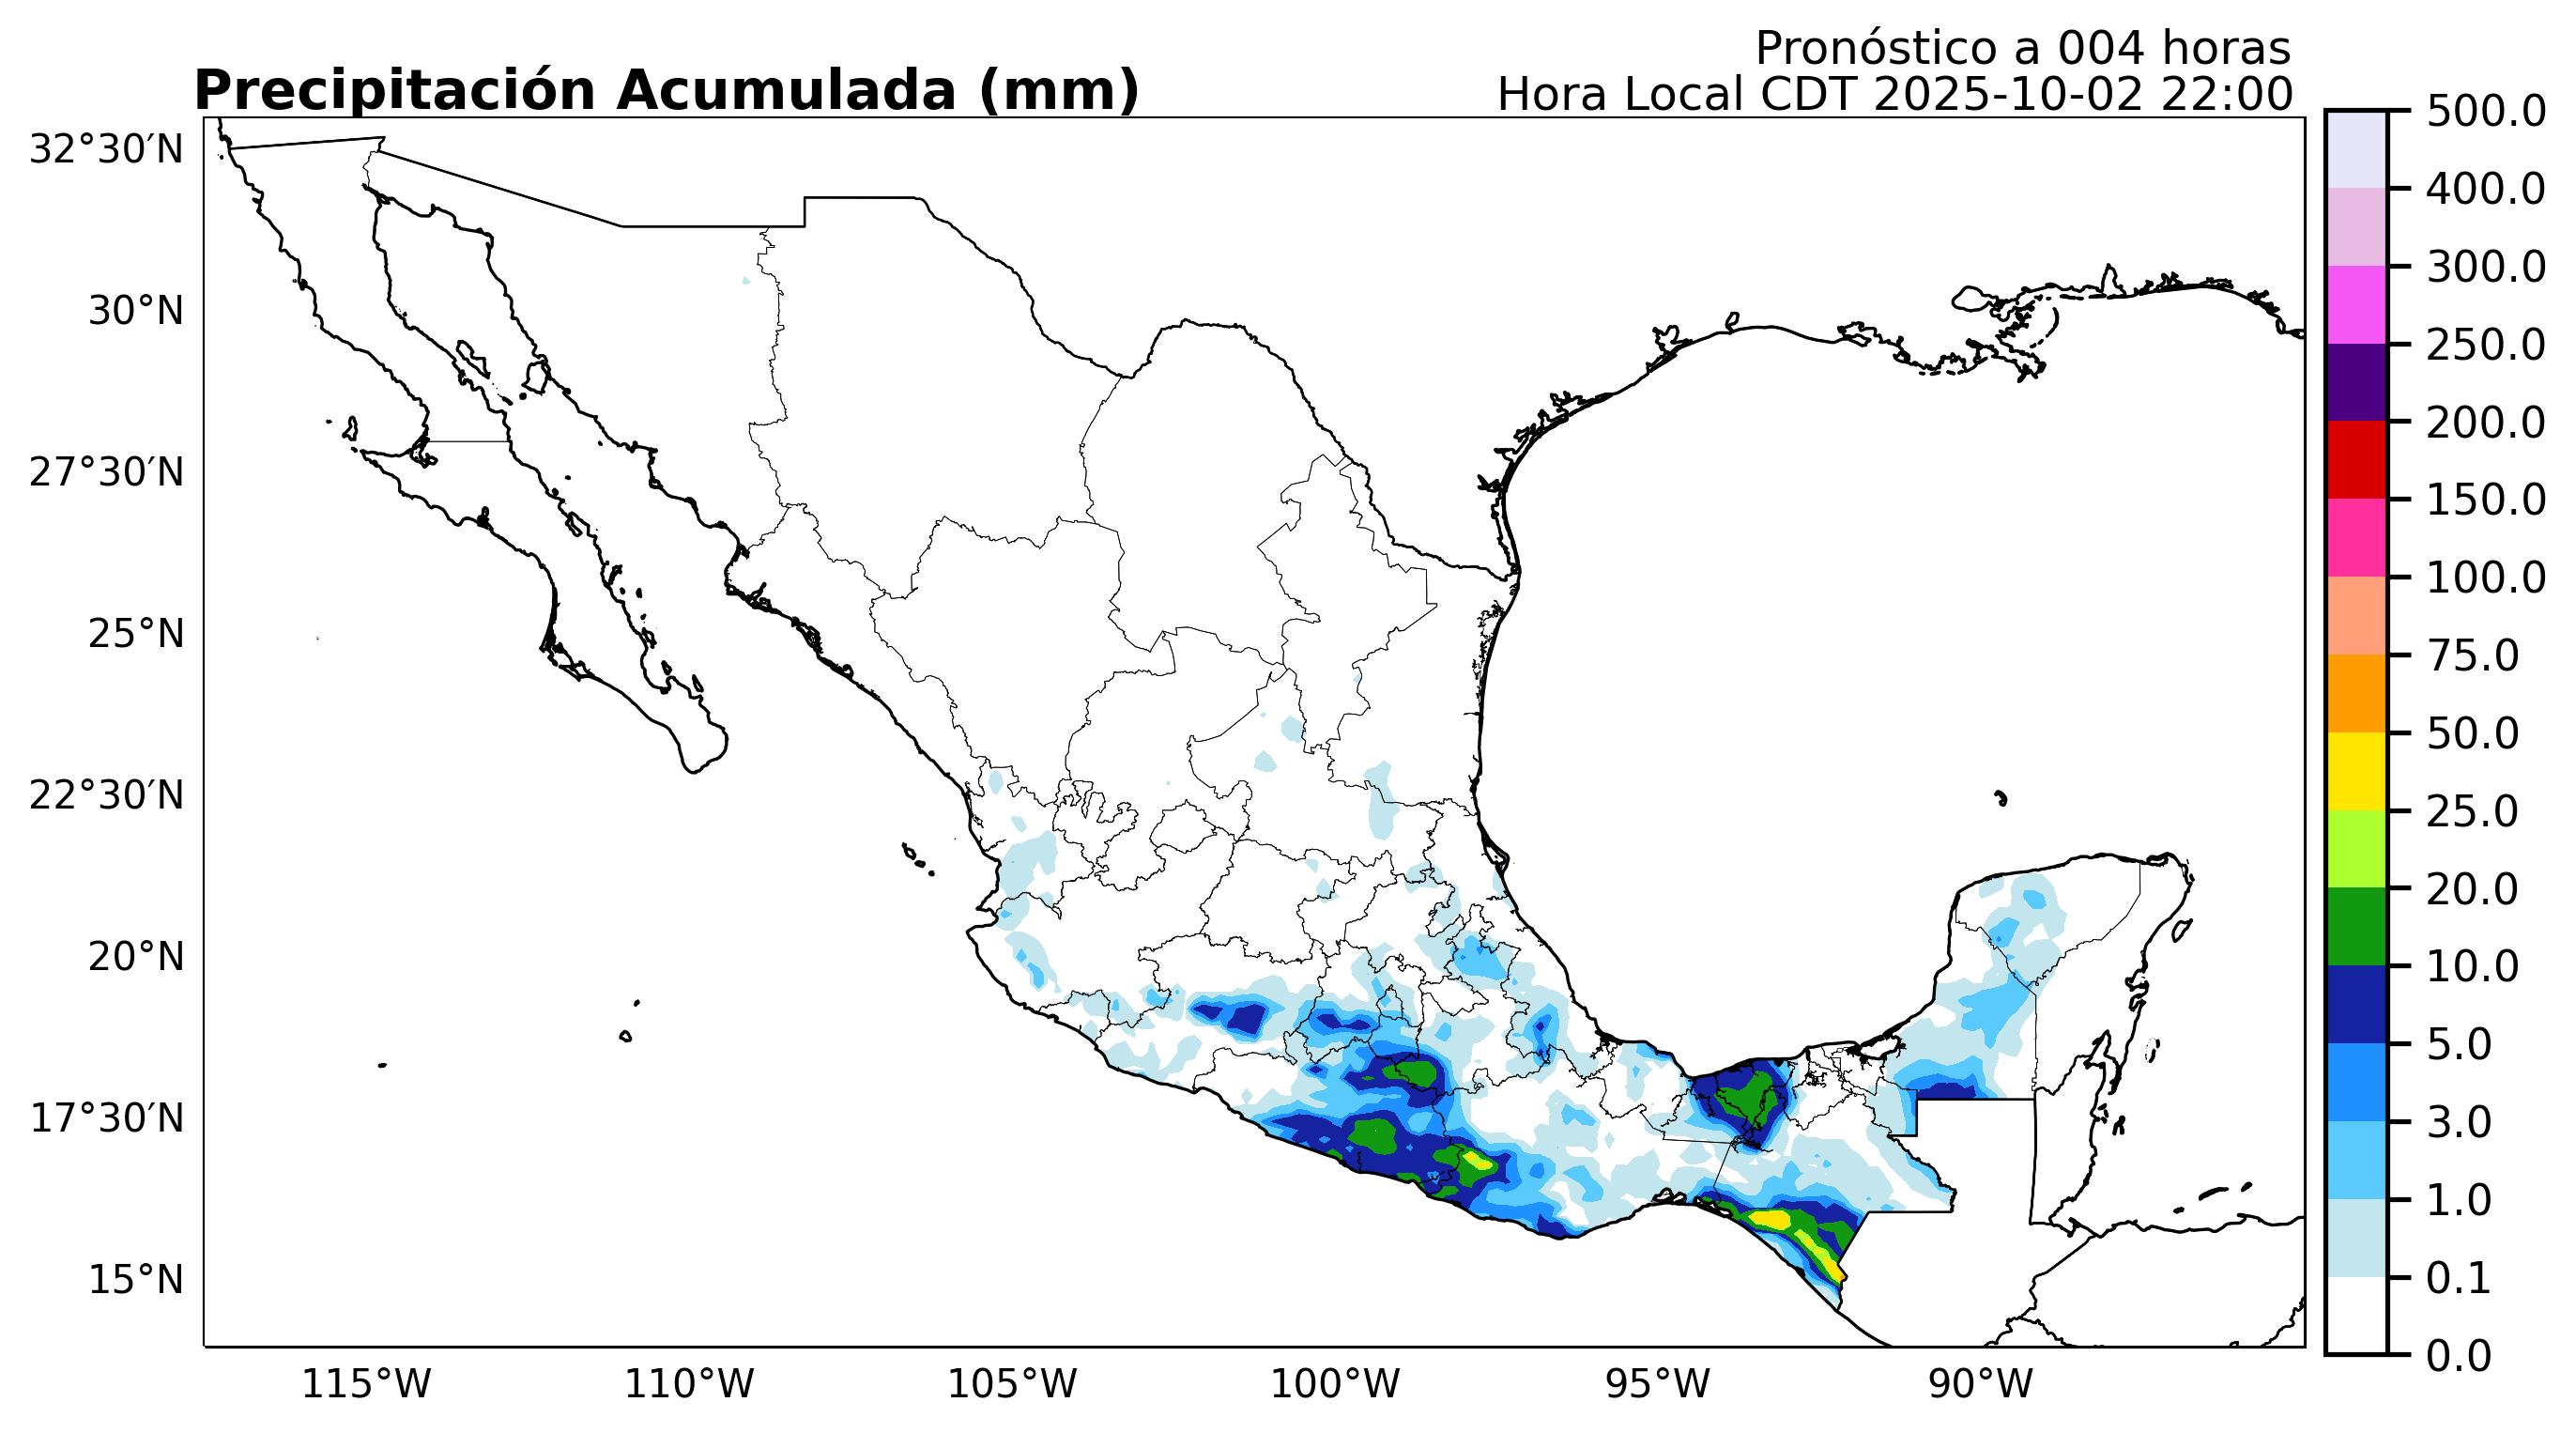 Pronóstico a 004 horas
Precipitación Acumulada (mm)
Hora Local CDT 2025-10-02 22:00
32°30′N
30°N
27°30′N
25°N
22°30′N
20°N
17°30′N
15°N
115°W
110°W
105°W
100°W
95°W
90°W
500.0
400.0
300.0
250.0
200.0
150.0
100.0
75.0
50.0
25.0
20.0
10.0
5.0
3.0
1.0
0.1
0.0